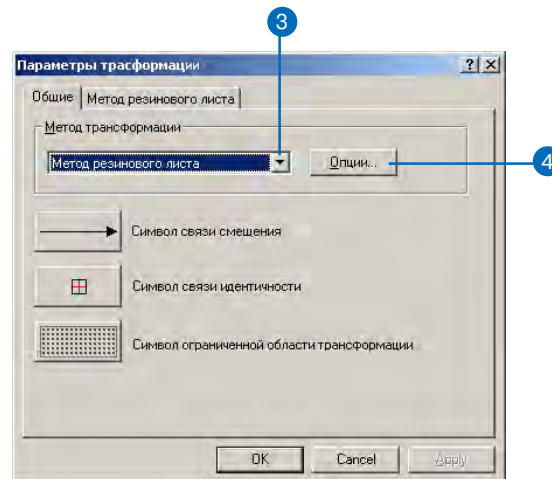 3
Параметры трасформации
Общие
Метод резинового листа
Метод трансформации
Метод резинового листа
Опции...
4
Символ связи смещения
Символ связи идентичности
Символ ограниченной области трансформации
OK
Cancel
Apply